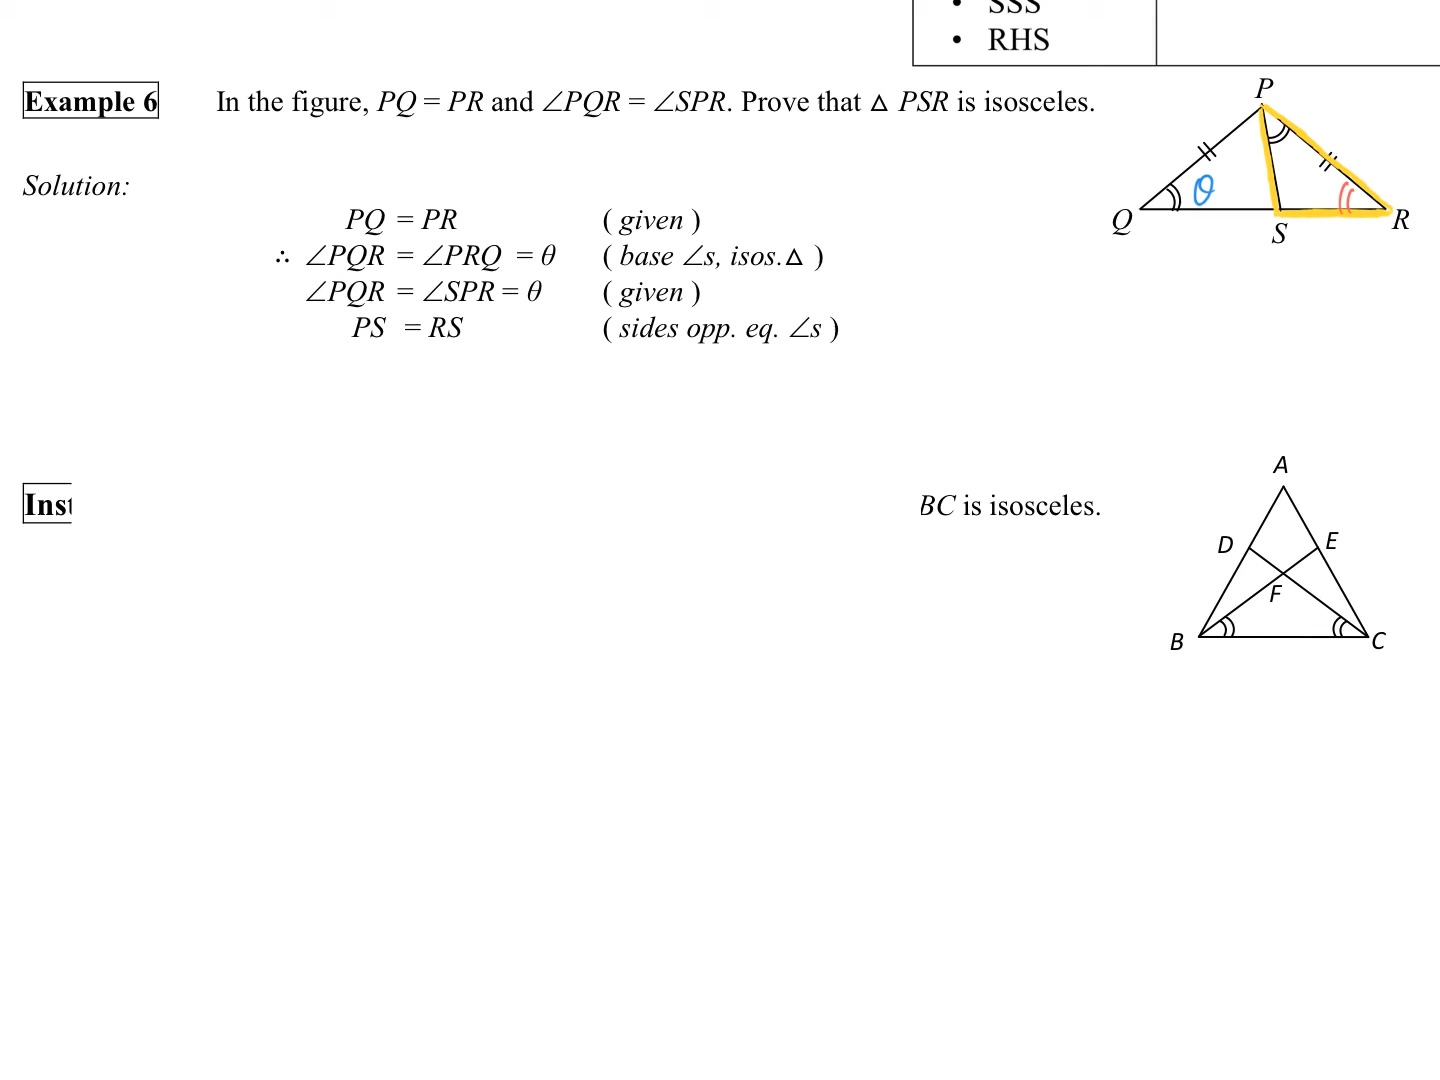 • SSS
• RHS
Example 6 In the figure, PQ = PR and ∠PQR = ∠SPR. Prove that △ PSR is isosceles.
P
θ
Q
S
R
Solution:
PQ = PR ( given )
∴ ∠PQR = ∠PRQ = θ ( base ∠s, isos.△ )
∠PQR = ∠SPR = θ ( given )
PS = RS ( sides opp. eq. ∠s )
A
Inst BC is isosceles.
D
E
F
B
C